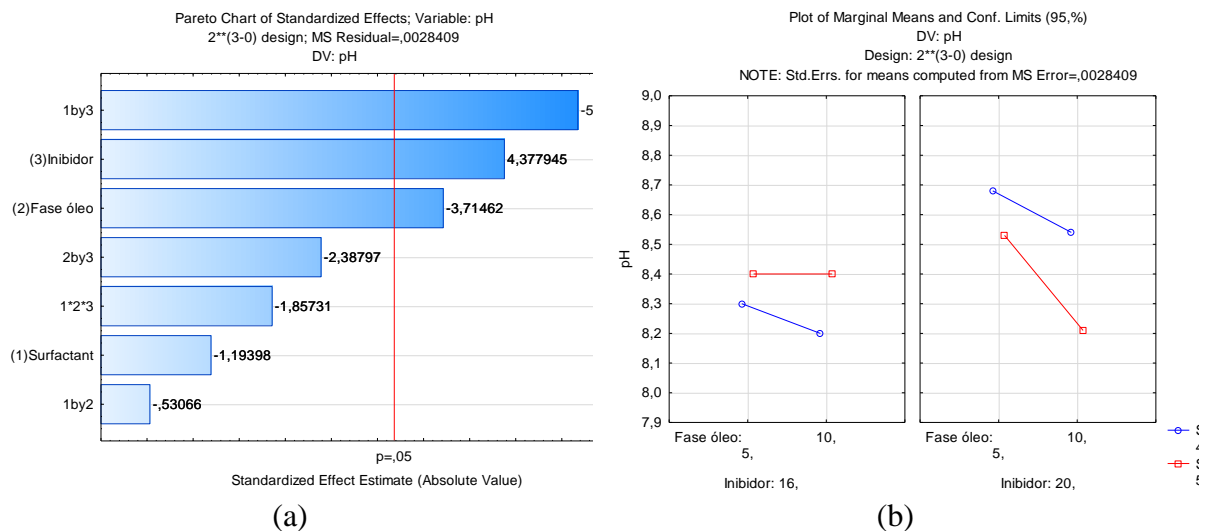 Pareto Chart of Standardized Effects; Variable: pH
2**(3-0) design; MS Residual=,0028409
DV: pH
1by3
-5
(3)Inibidor
4,377945
(2)Fase óleo
-3,71462
2by3
-2,38797
1*2*3
-1,85731
(1)Surfactant
-1,19398
1by2
-,53066
p=,05
Standardized Effect Estimate (Absolute Value)
(a)
Plot of Marginal Means and Conf. Limits (95,%)
DV: pH
Design: 2**(3-0) design
NOTE: Std.Errs. for means computed from MS Error=,0028409
9,0
8,9
8,8
8,7
8,6
8,5
8,4
8,3
8,2
8,1
8,0
7,9
pH
Fase óleo: 10,
5,
Inibidor: 16,
Fase óleo: 10,
5,
Inibidor: 20,
(b)